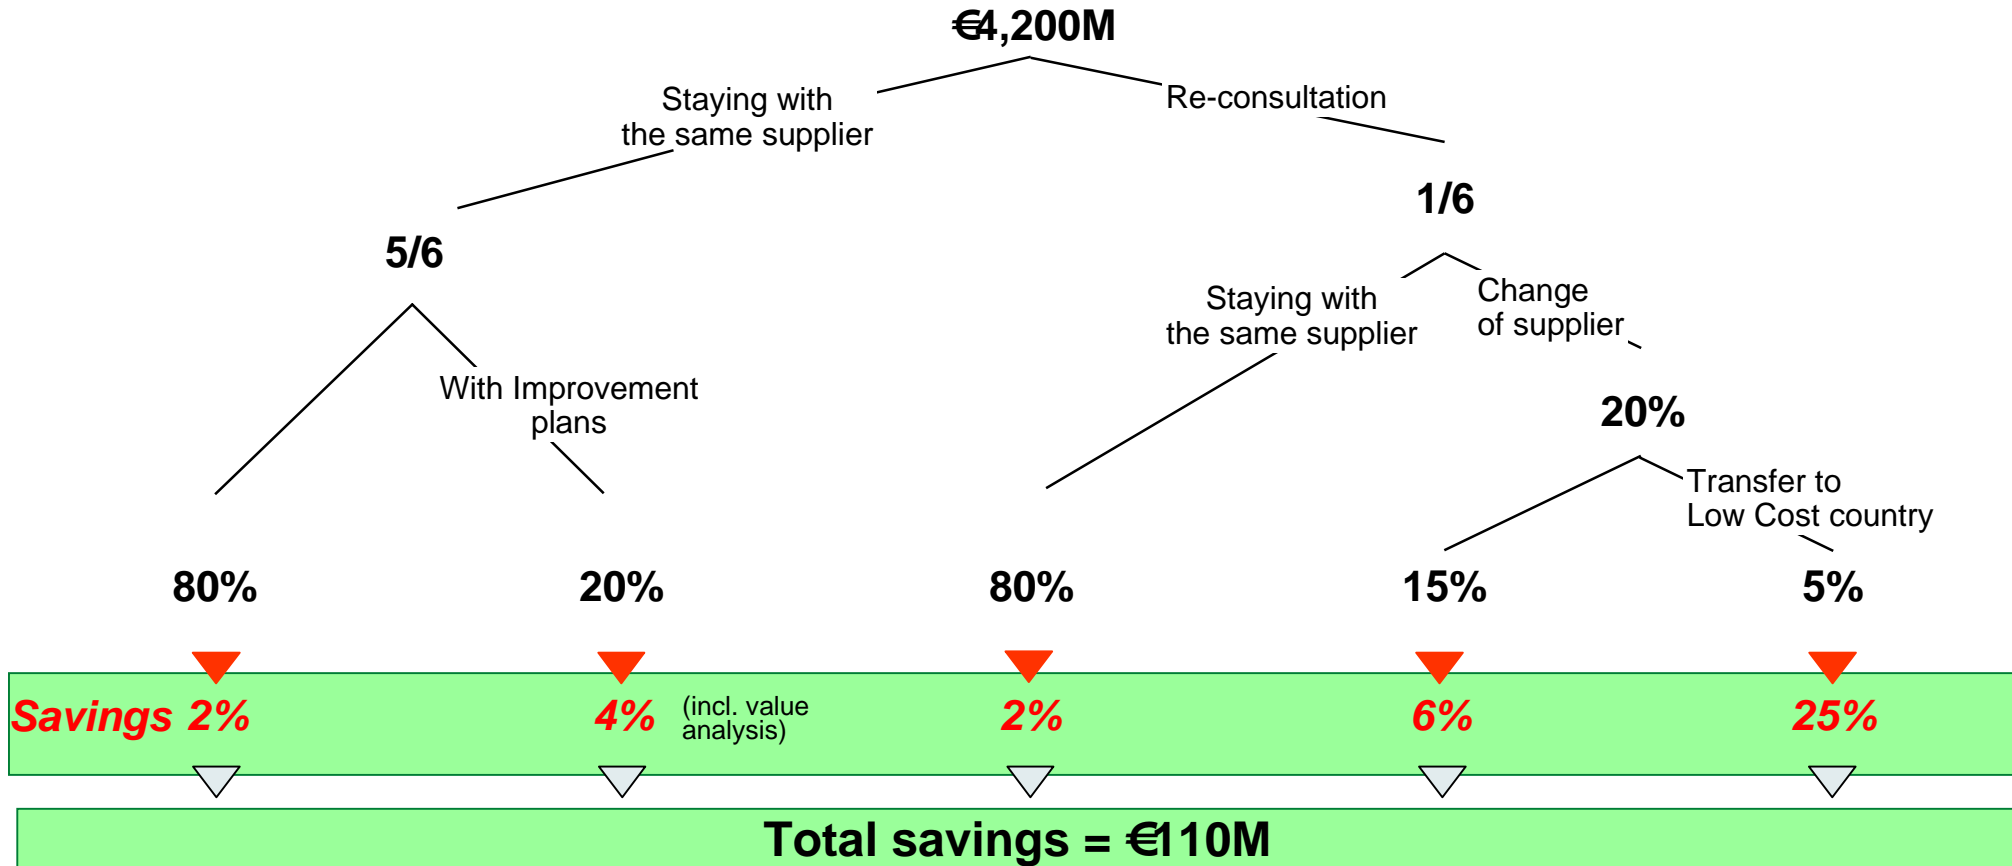 €4,200M
Staying with
the same supplier
Re-consultation
1/6
5/6
Staying with
the same supplier
Change
of supplier
With Improvement
plans
20%
Transfer to
Low Cost country
80%
20%
80%
15%
5%
Savings 2%
4%
(incl. value
analysis)
2%
6%
25%
Total savings = €110M